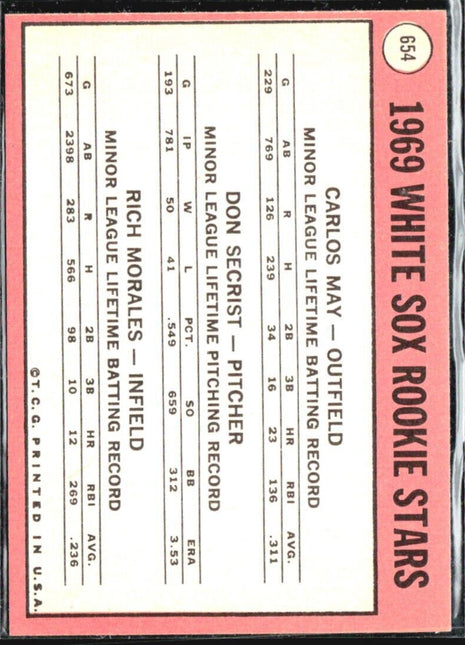 654
1969 WHITE SOX ROOKIE STARS
CARLOS MAY — OUTFIELD
MINOR LEAGUE LIFETIME BATTING RECORD
G AB R H 2B 3B HR RBI AVG.
229 769 126 239 34 16 23 136 .311
DON SECRIST — PITCHER
MINOR LEAGUE LIFETIME PITCHING RECORD
G IP W L PCT. SO BB ERA
193 781 50 41 .549 659 312 3.53
RICH MORALES — INFIELD
MINOR LEAGUE LIFETIME BATTING RECORD
G AB R H 2B 3B HR RBI AVG.
673 2398 283 566 98 10 12 269 .236
©T.C.G. PRINTED IN U.S.A.